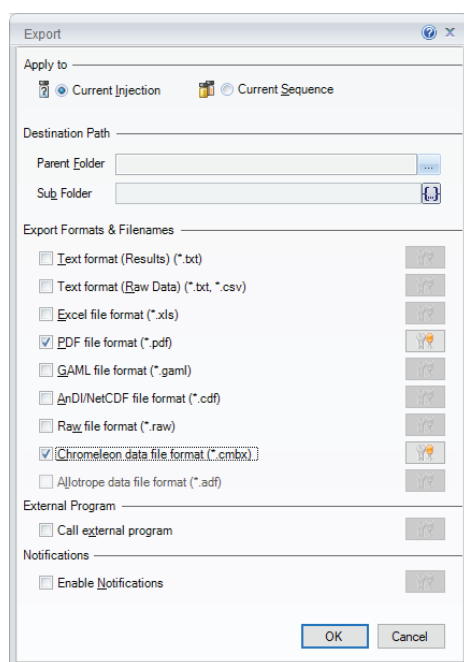 Export
Apply to
Current Injection Current Sequence
Destination Path
Parent Folder ...
Sub Folder {...}
Export Formats & Filenames
Text format (Results) (*.txt)
Text format (Raw Data) (*.txt, *.csv)
Excel file format (*.xls)
PDF file format (*.pdf)
GAML file format (*.gaml)
AnDI/NetCDF file format (*.cdf)
Raw file format (*.raw)
Chromeleon data file format (*.cmbx)
Allotrope data file format (*.adf)
External Program
Call external program
Notifications
Enable Notifications
OK Cancel